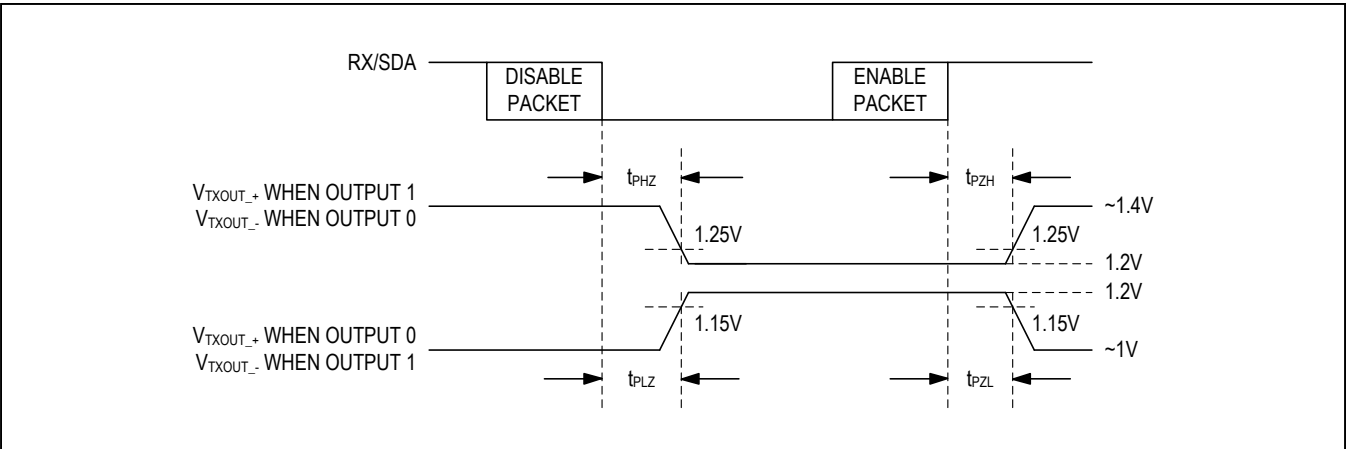 RX/SDA
DISABLE
PACKET
ENABLE
PACKET
tPHZ
tPZH
VTXOUT_+ WHEN OUTPUT 1
VTXOUT_- WHEN OUTPUT 0
~1.4V
1.25V
1.25V
1.2V
1.2V
1.15V
1.15V
VTXOUT_+ WHEN OUTPUT 0
VTXOUT_- WHEN OUTPUT 1
~1V
tPLZ
tPZL